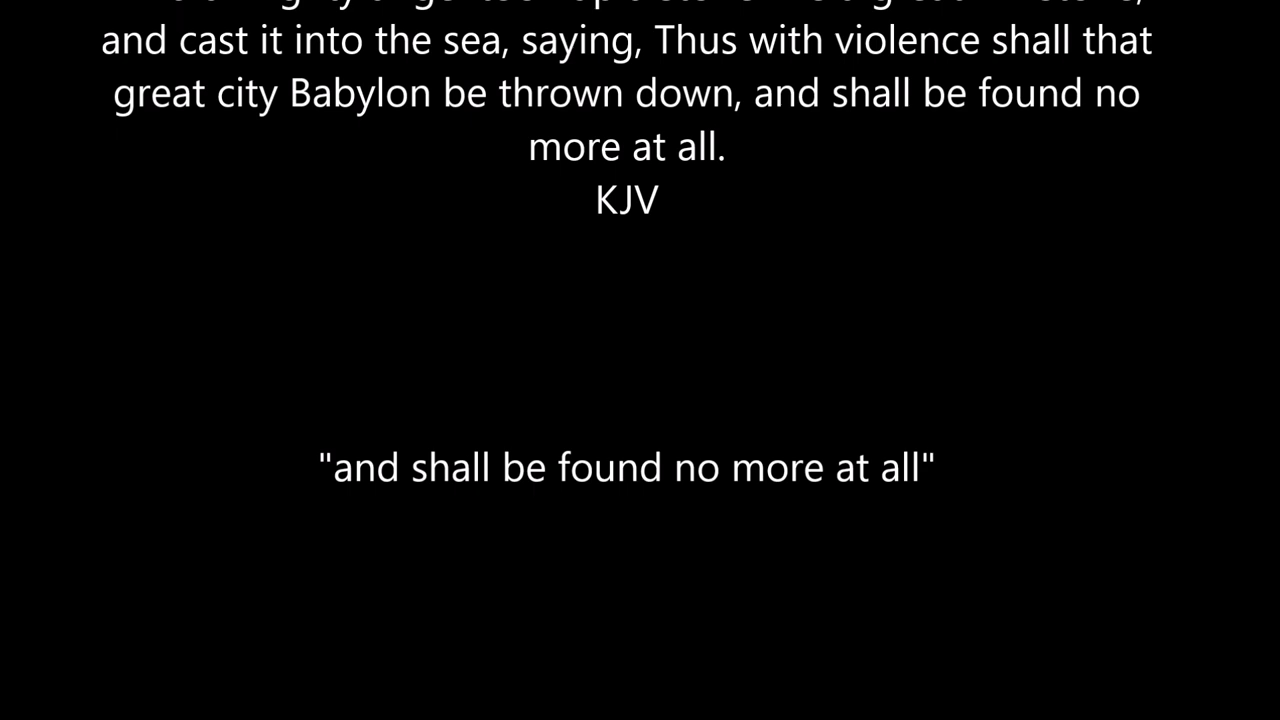 and cast it into the sea, saying, Thus with violence shall that
great city Babylon be thrown down, and shall be found no
more at all.
KJV
"and shall be found no more at all"